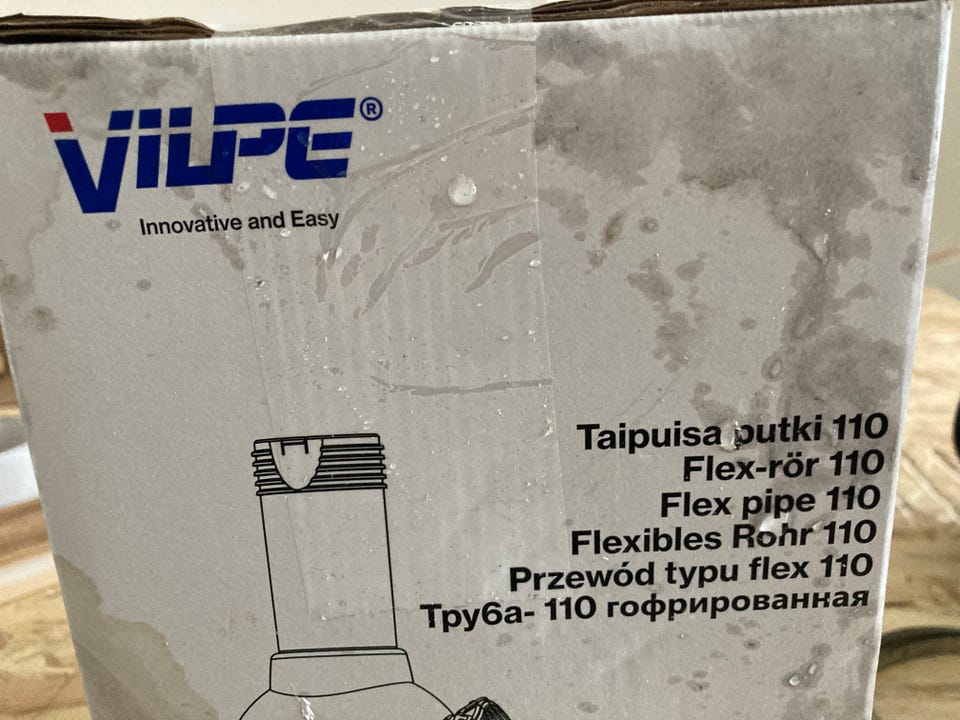 VILPE®
Innovative and Easy
Taipuisa putki 110
Flex-rör 110
Flex pipe 110
Flexibles Rohr 110
Przewód typu flex 110
Труба- 110 гофрированная